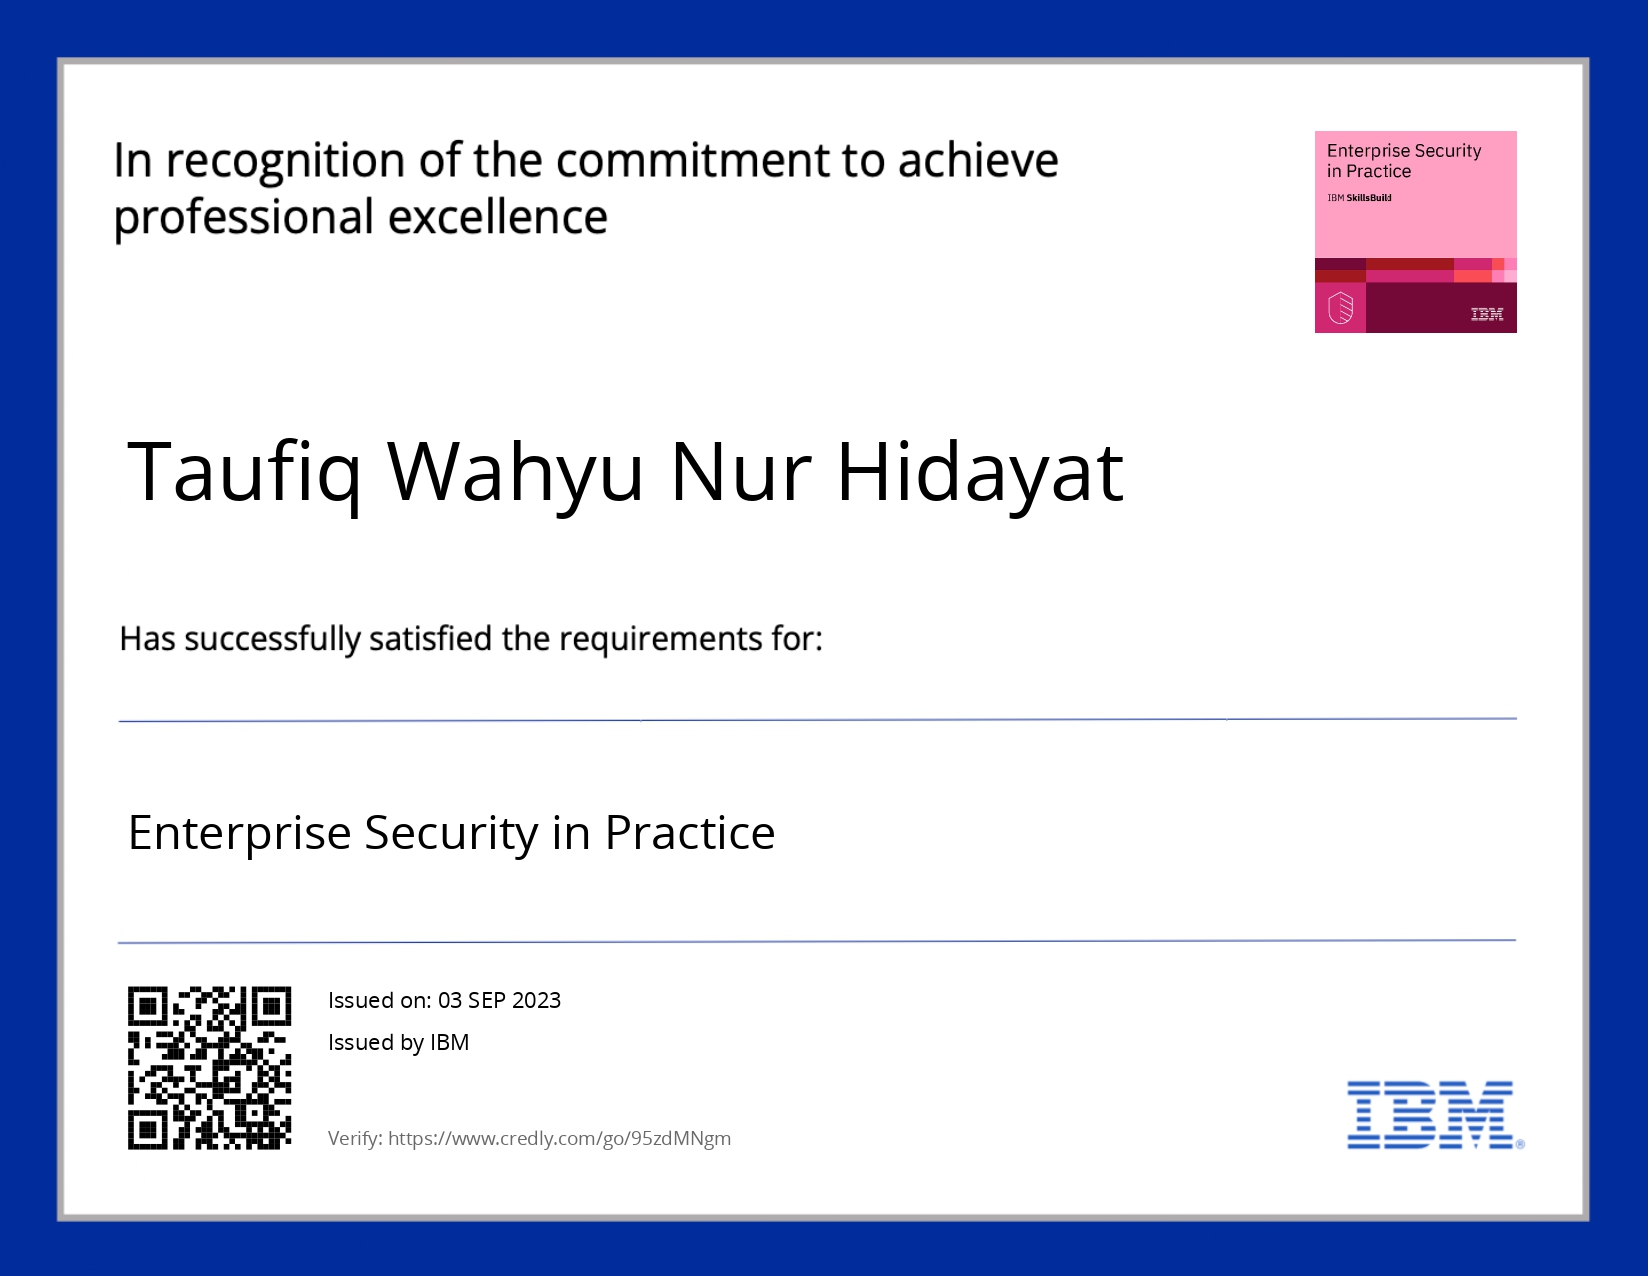 In recognition of the commitment to achieve
professional excellence
Enterprise Security
in Practice
IBM SkillsBuild
IBM
Taufiq Wahyu Nur Hidayat
Has successfully satisfied the requirements for:
Enterprise Security in Practice
Issued on: 03 SEP 2023
Issued by IBM
Verify: https://www.credly.com/go/95zdMNgm
IBM®